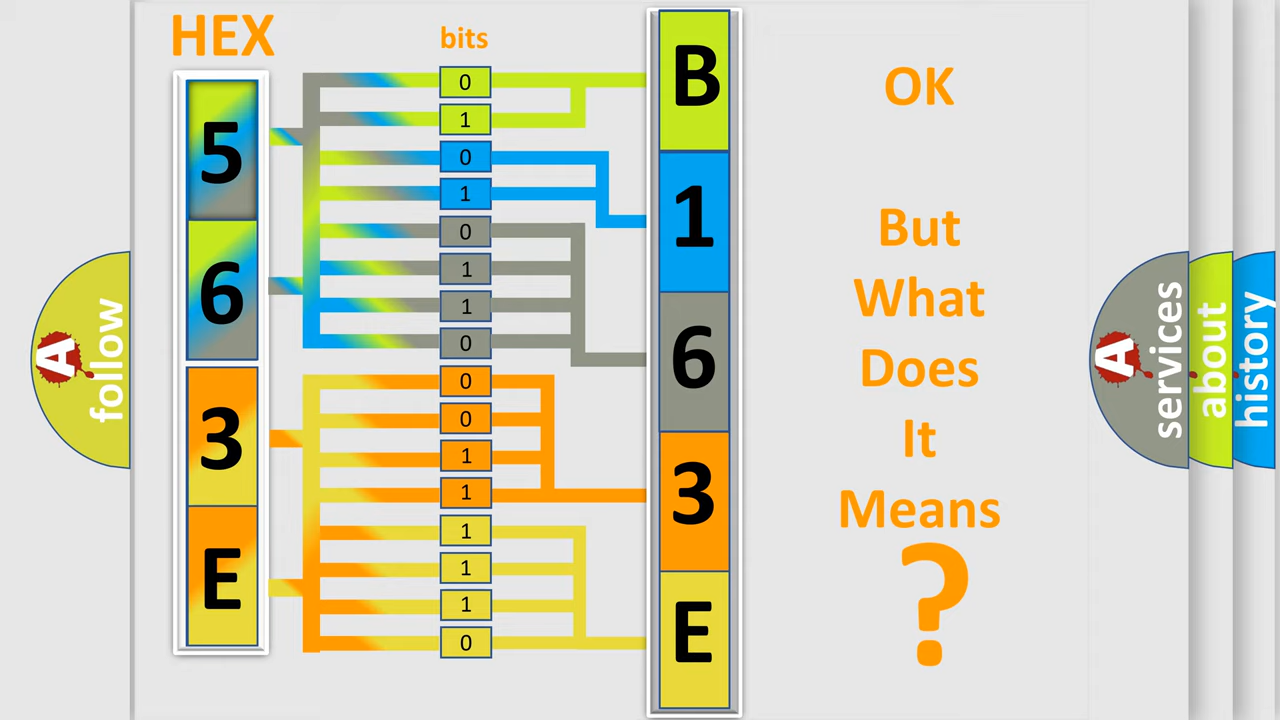 HEX
bits
5
6
3
E
0
1
0
1
0
1
1
0
0
0
1
1
1
1
1
0
B
1
6
3
E
OK
But
What
Does
It
Means
?
A
follow
A
services
about
history